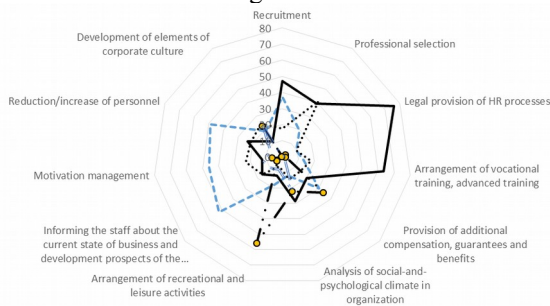 Recruitment
80
70
60
50
40
30
Development of elements of
corporate culture
Professional selection
Reduction/increase of personnel
Legal provision of HR processes
Motivation management
Arrangement of vocational
training, advanced training
Informing the staff about the
current state of business and
development prospects of the…
Provision of additional
compensation, guarantees and
benefits
Arrangement of recreational and
leisure activities
Analysis of social-and-
psychological climate in
organization